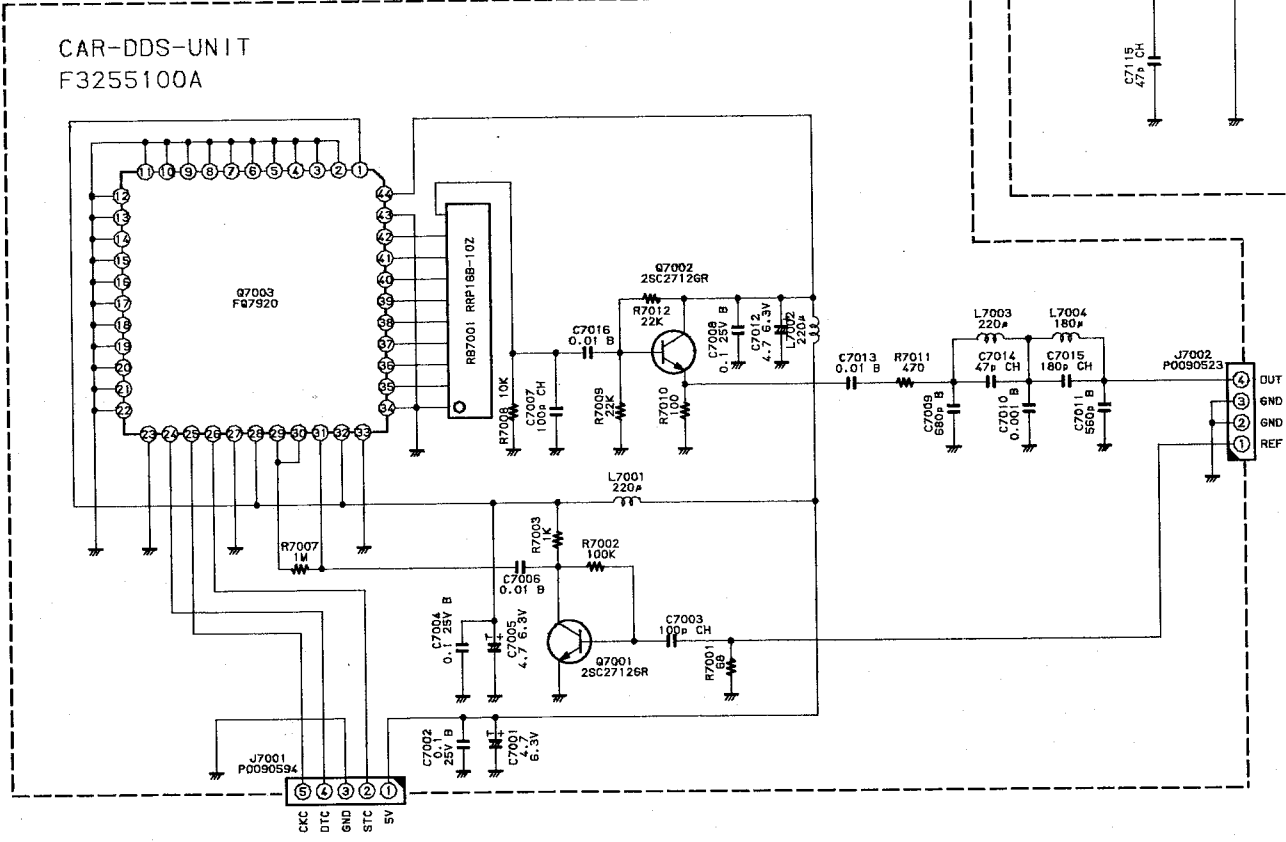 CAR-DDS-UNIT
F3255100A
C7115
47p CH
11 10 9 8 7 6 5 4 3 2 1
12
13
14
15
16
17
18
19
20
21
22
44
43
42
41
40
39
38
37
36
35
34
23 24 25 26 27 28 29 30 31 32 33
Q7003
FQ7920
RB7001 RRP16B-10Z
R7008 10K
C7007
100p CH
C7016
0.01 B
R7012
22K
Q7002
2SC2712GR
R7009
22K
R7010
100
C7008
0.1 25V B
C7012
4.7 6.3V
L7002
220μ
C7013
0.01 B
R7011
470
L7003
220μ
L7004
180μ
C7014
47p CH
C7015
180p CH
C7009
680p B
C7010
0.001 B
C7011
560p B
J7002
P0090523
4 OUT
3 GND
2 GND
1 REF
L7001
220μ
R7007
1M
R7003
1K
R7002
100K
C7006
0.01 B
C7004
0.1 25V B
C7005
4.7 6.3V
Q7001
2SC2712GR
C7003
100p CH
R7001
68
C7002
0.1
25V B
C7001
4.7
6.3V
J7001
P0090594
5 4 3 2 1
CKC
DTC
GND
STC
5V